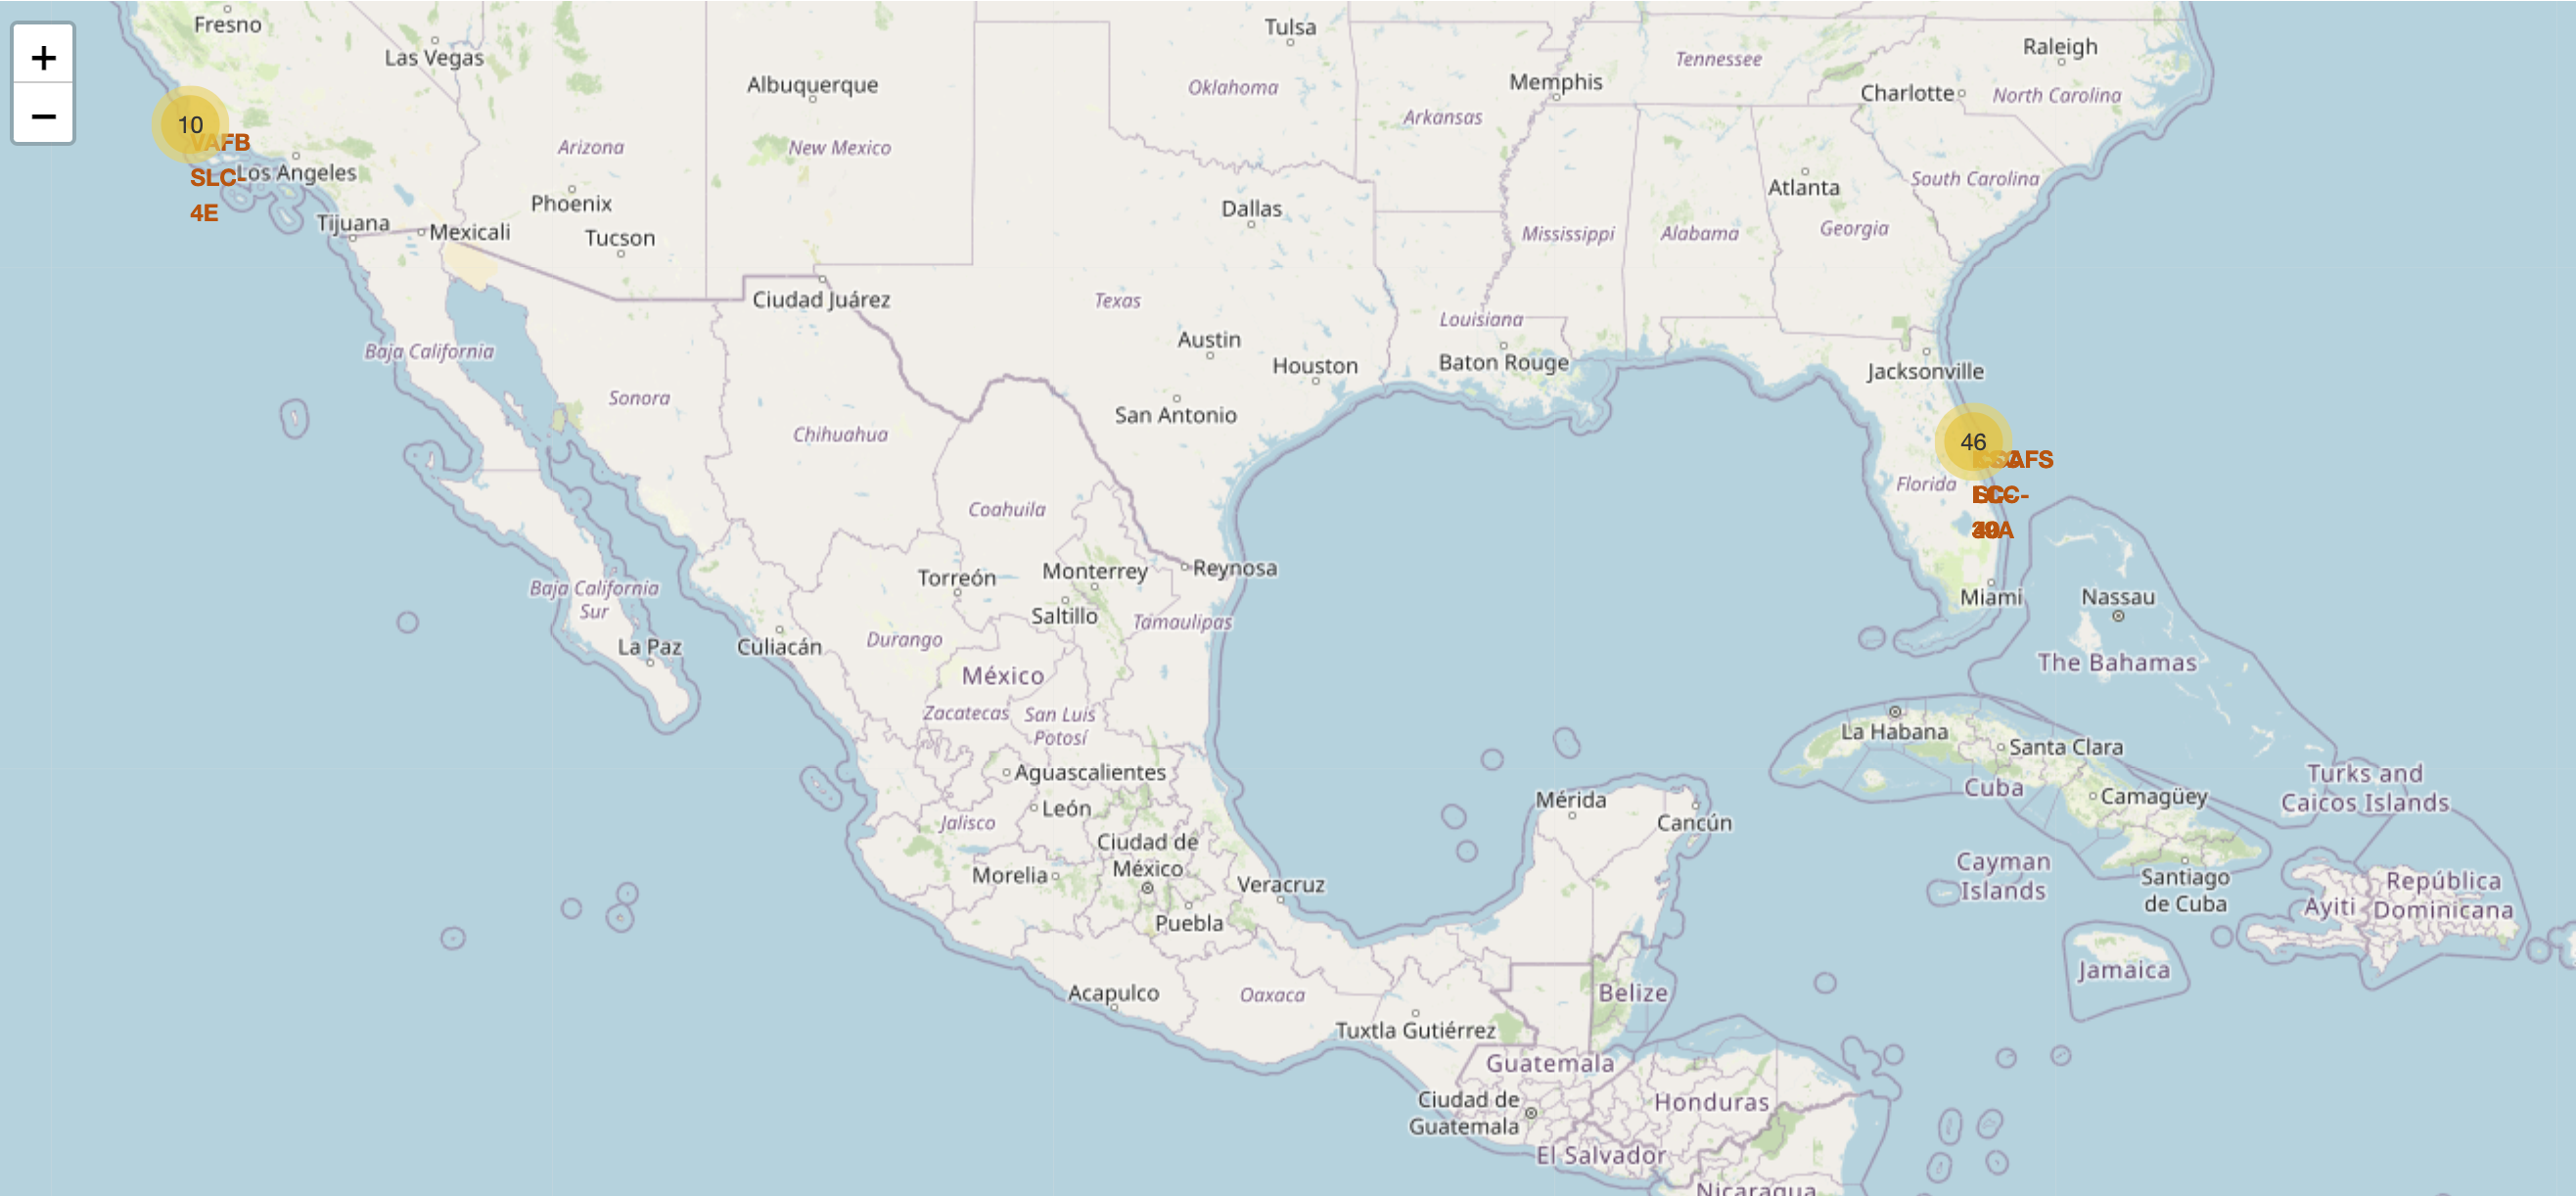 +
−
Fresno
Las Vegas
Albuquerque
Tulsa
Oklahoma
Memphis
Tennessee
Raleigh
Charlotte
North Carolina
Arkansas
10
VAFB
SLC-
4E
Los Angeles
Arizona
New Mexico
Phoenix
Tucson
Tijuana
Mexicali
Dallas
Mississippi
Alabama
Atlanta
Georgia
South Carolina
Ciudad Juárez
Texas
Louisiana
Austin
Houston
Baton Rouge
Jacksonville
San Antonio
Baja California
Sonora
Chihuahua
46
Florida
Coahuila
Torreón
Monterrey
Reynosa
Saltillo
Tamaulipas
Miami
Nassau
The Bahamas
Baja California
Sur
La Paz
Culiacán
Durango
México
Zacatecas
San Luis
Potosí
La Habana
Santa Clara
Cuba
Camagüey
Turks and
Caicos Islands
Aguascalientes
León
Jalisco
Ciudad de
México
Morelia
Puebla
Veracruz
Mérida
Cancún
Cayman
Islands
Santiago
de Cuba
Ayiti
República
Dominicana
Jamaica
Acapulco
Oaxaca
Tuxtla Gutiérrez
Belize
Guatemala
Ciudad de
Guatemala
Honduras
El Salvador
Nicaragua